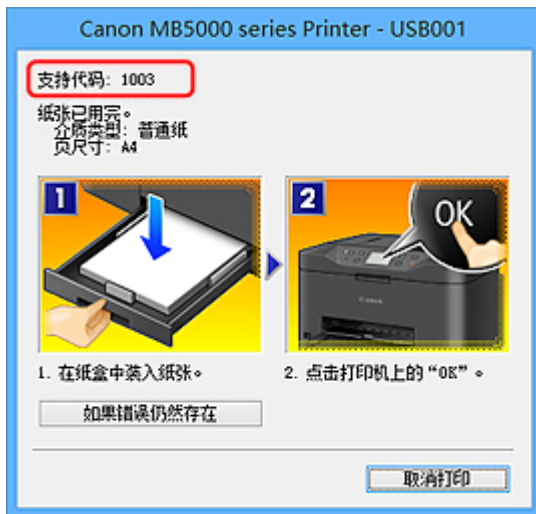 Canon MB5000 series Printer - USB001
支持代码: 1003
纸张已用完。
介质类型: 普通纸
页尺寸: A4
1
2
OK
Canon
1. 在纸盒中装入纸张。
2. 点击打印机上的“OK”。
如果错误仍然存在
取消打印